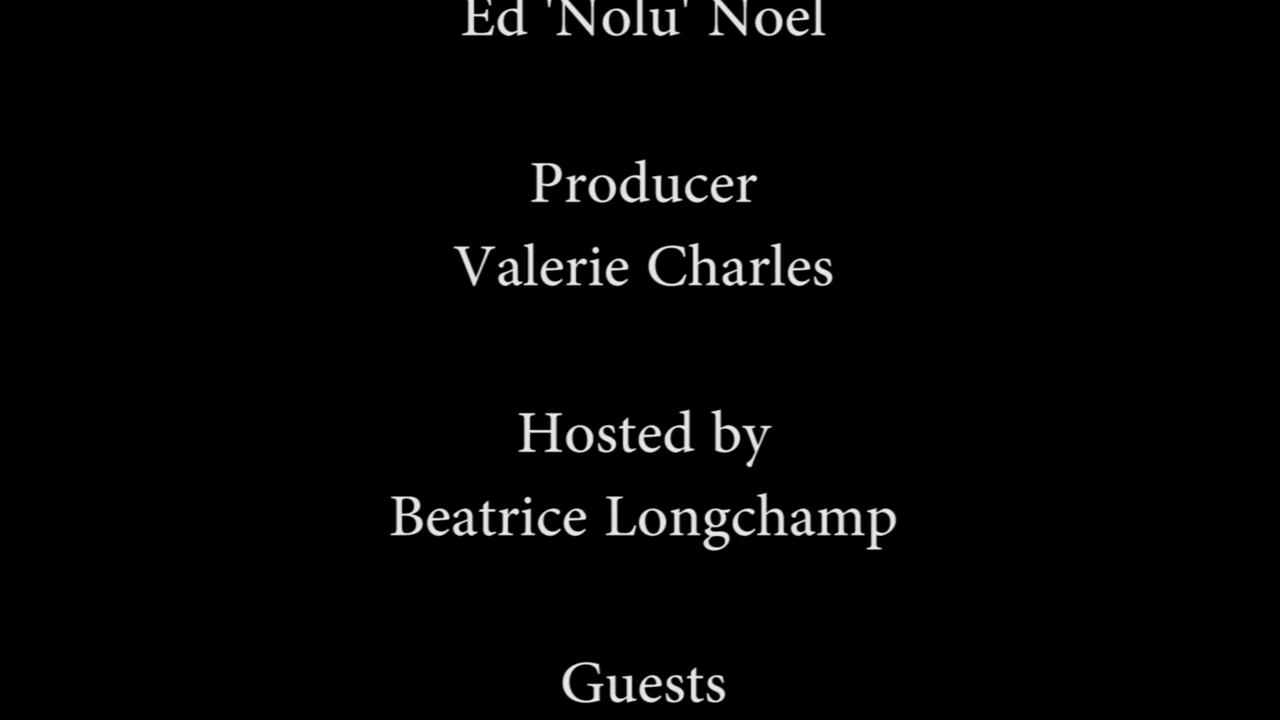 Ed 'Nolu' Noel
Producer
Valerie Charles
Hosted by
Beatrice Longchamp
Guests